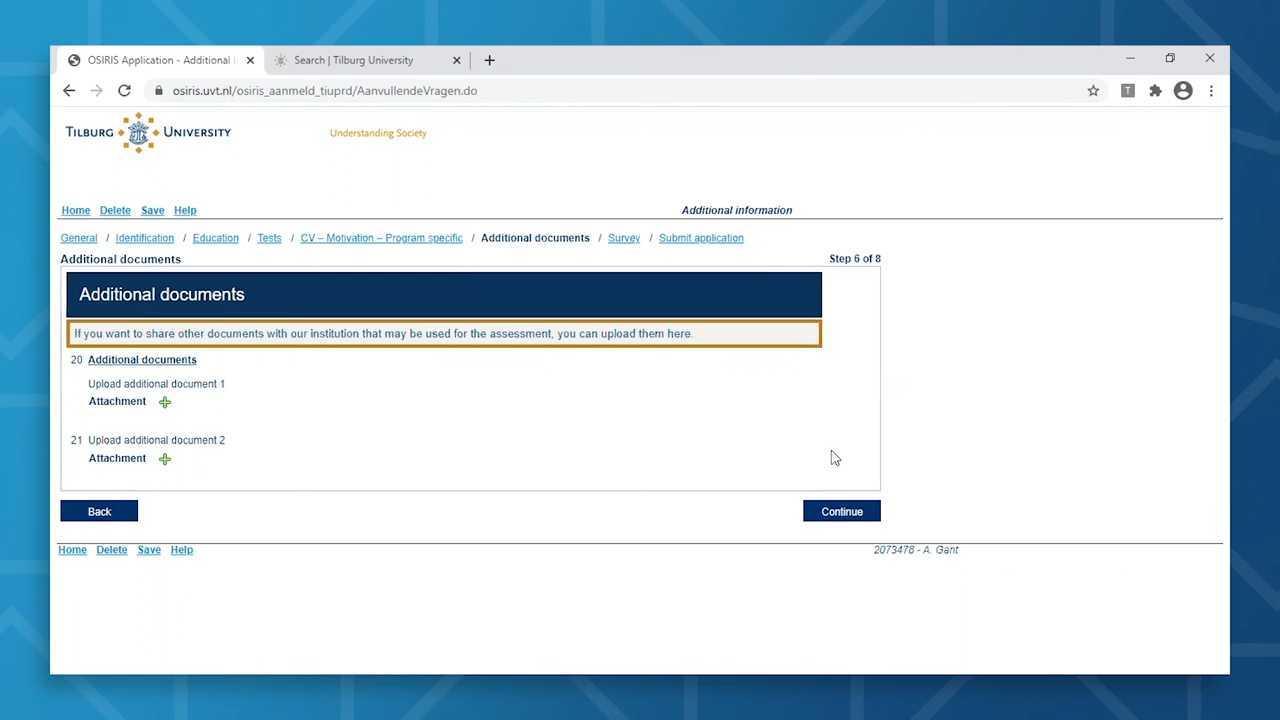 OSIRIS Application - Additional i
Search | Tilburg University
osiris.uvt.nl/osiris_aanmeld_tiuprd/AanvullendeVragen.do
T
TILBURG UNIVERSITY
Understanding Society
Home Delete Save Help Additional information
General / Identification / Education / Tests / CV – Motivation – Program specific / Additional documents / Survey / Submit application
Additional documents Step 6 of 8
Additional documents
If you want to share other documents with our institution that may be used for the assessment, you can upload them here.
20 Additional documents
Upload additional document 1
Attachment
21 Upload additional document 2
Attachment
Back Continue
Home Delete Save Help 2073478 - A. Gant